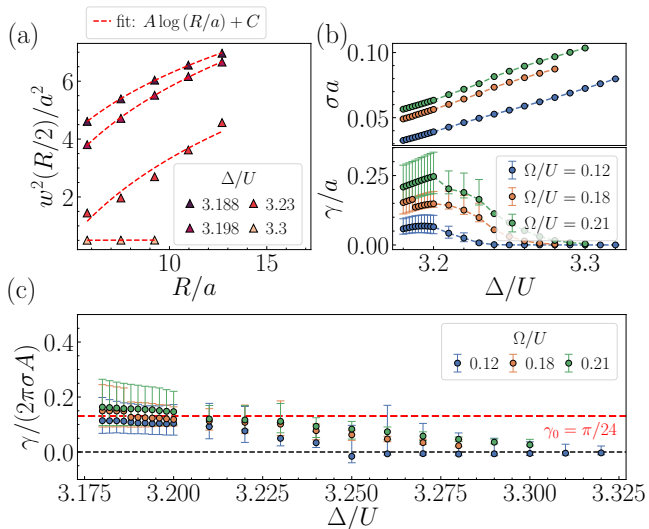 fit: A log (R/a) + C
(a)
w²(R/2)/a²
6
4
2
Δ/U
3.188
3.23
3.198
3.3
10
15
R/a
(b)
σa
0.10
0.05
γ/a
0.25
0.00
Ω/U = 0.12
Ω/U = 0.18
Ω/U = 0.21
3.2
3.3
Δ/U
(c)
γ/(2πσA)
0.4
0.2
0.0
Ω/U
0.12
0.18
0.21
γ₀ = π/24
3.175
3.200
3.225
3.250
3.275
3.300
3.325
Δ/U